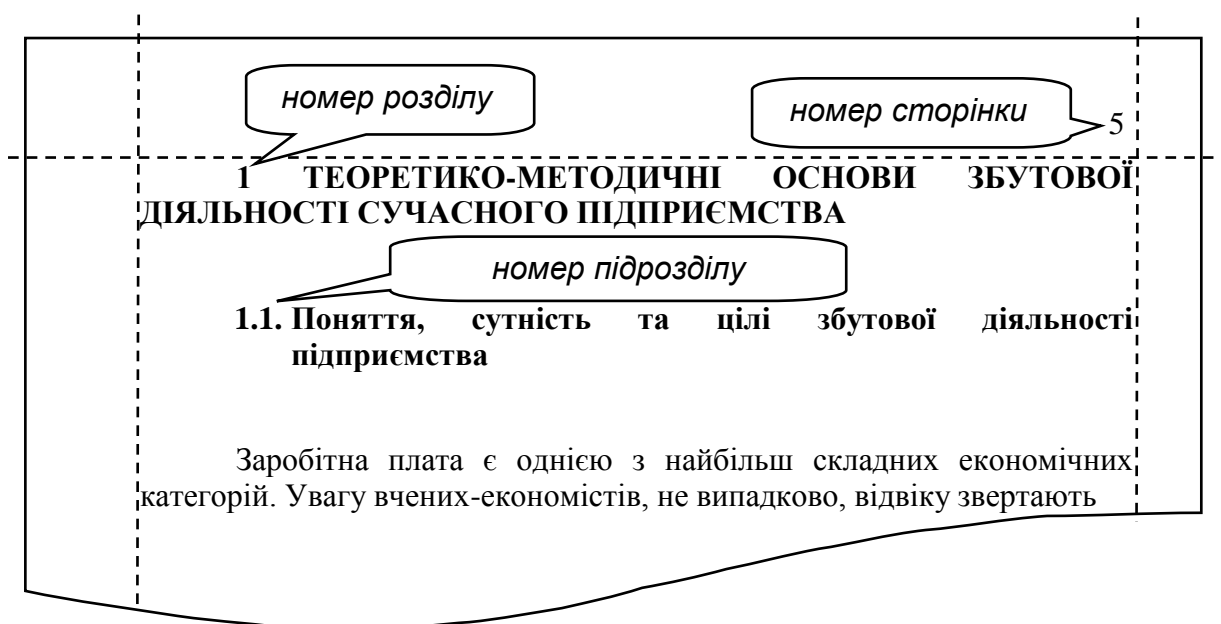 номер розділу
номер сторінки
5
1 ТЕОРЕТИКО-МЕТОДИЧНІ ОСНОВИ ЗБУТОВОЇ
ДІЯЛЬНОСТІ СУЧАСНОГО ПІДПРИЄМСТВА
номер підрозділу
1.1. Поняття, сутність та цілі збутової діяльності
підприємства
Заробітна плата є однією з найбільш складних економічних
категорій. Увагу вчених-економістів, не випадково, відвіку звертають